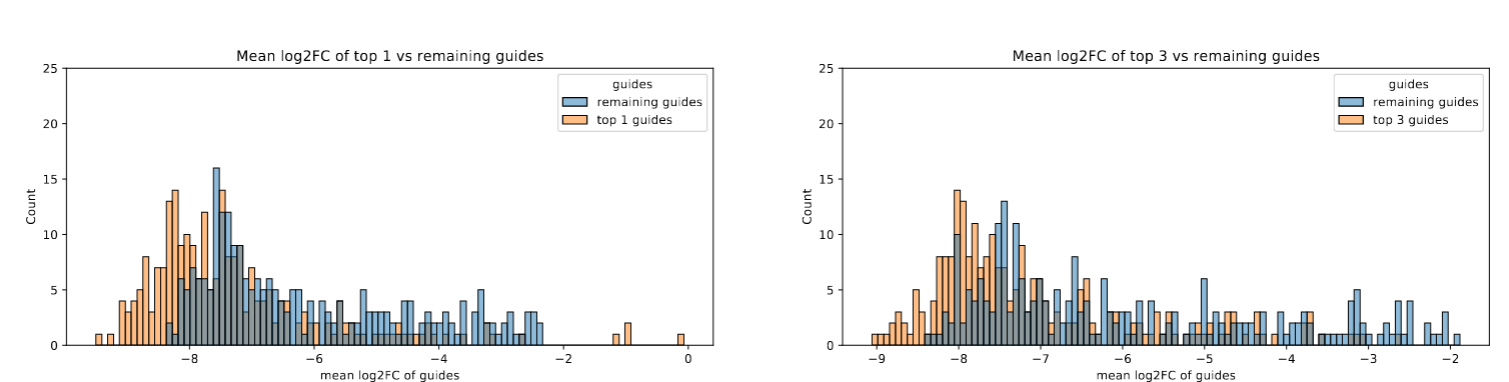 Mean log2FC of top 1 vs remaining guides
25
20
15
10
5
0
Count
guides
remaining guides
top 1 guides
−8
−6
−4
−2
0
mean log2FC of guides
Mean log2FC of top 3 vs remaining guides
25
20
15
10
5
0
Count
guides
remaining guides
top 3 guides
−9
−8
−7
−6
−5
−4
−3
−2
mean log2FC of guides